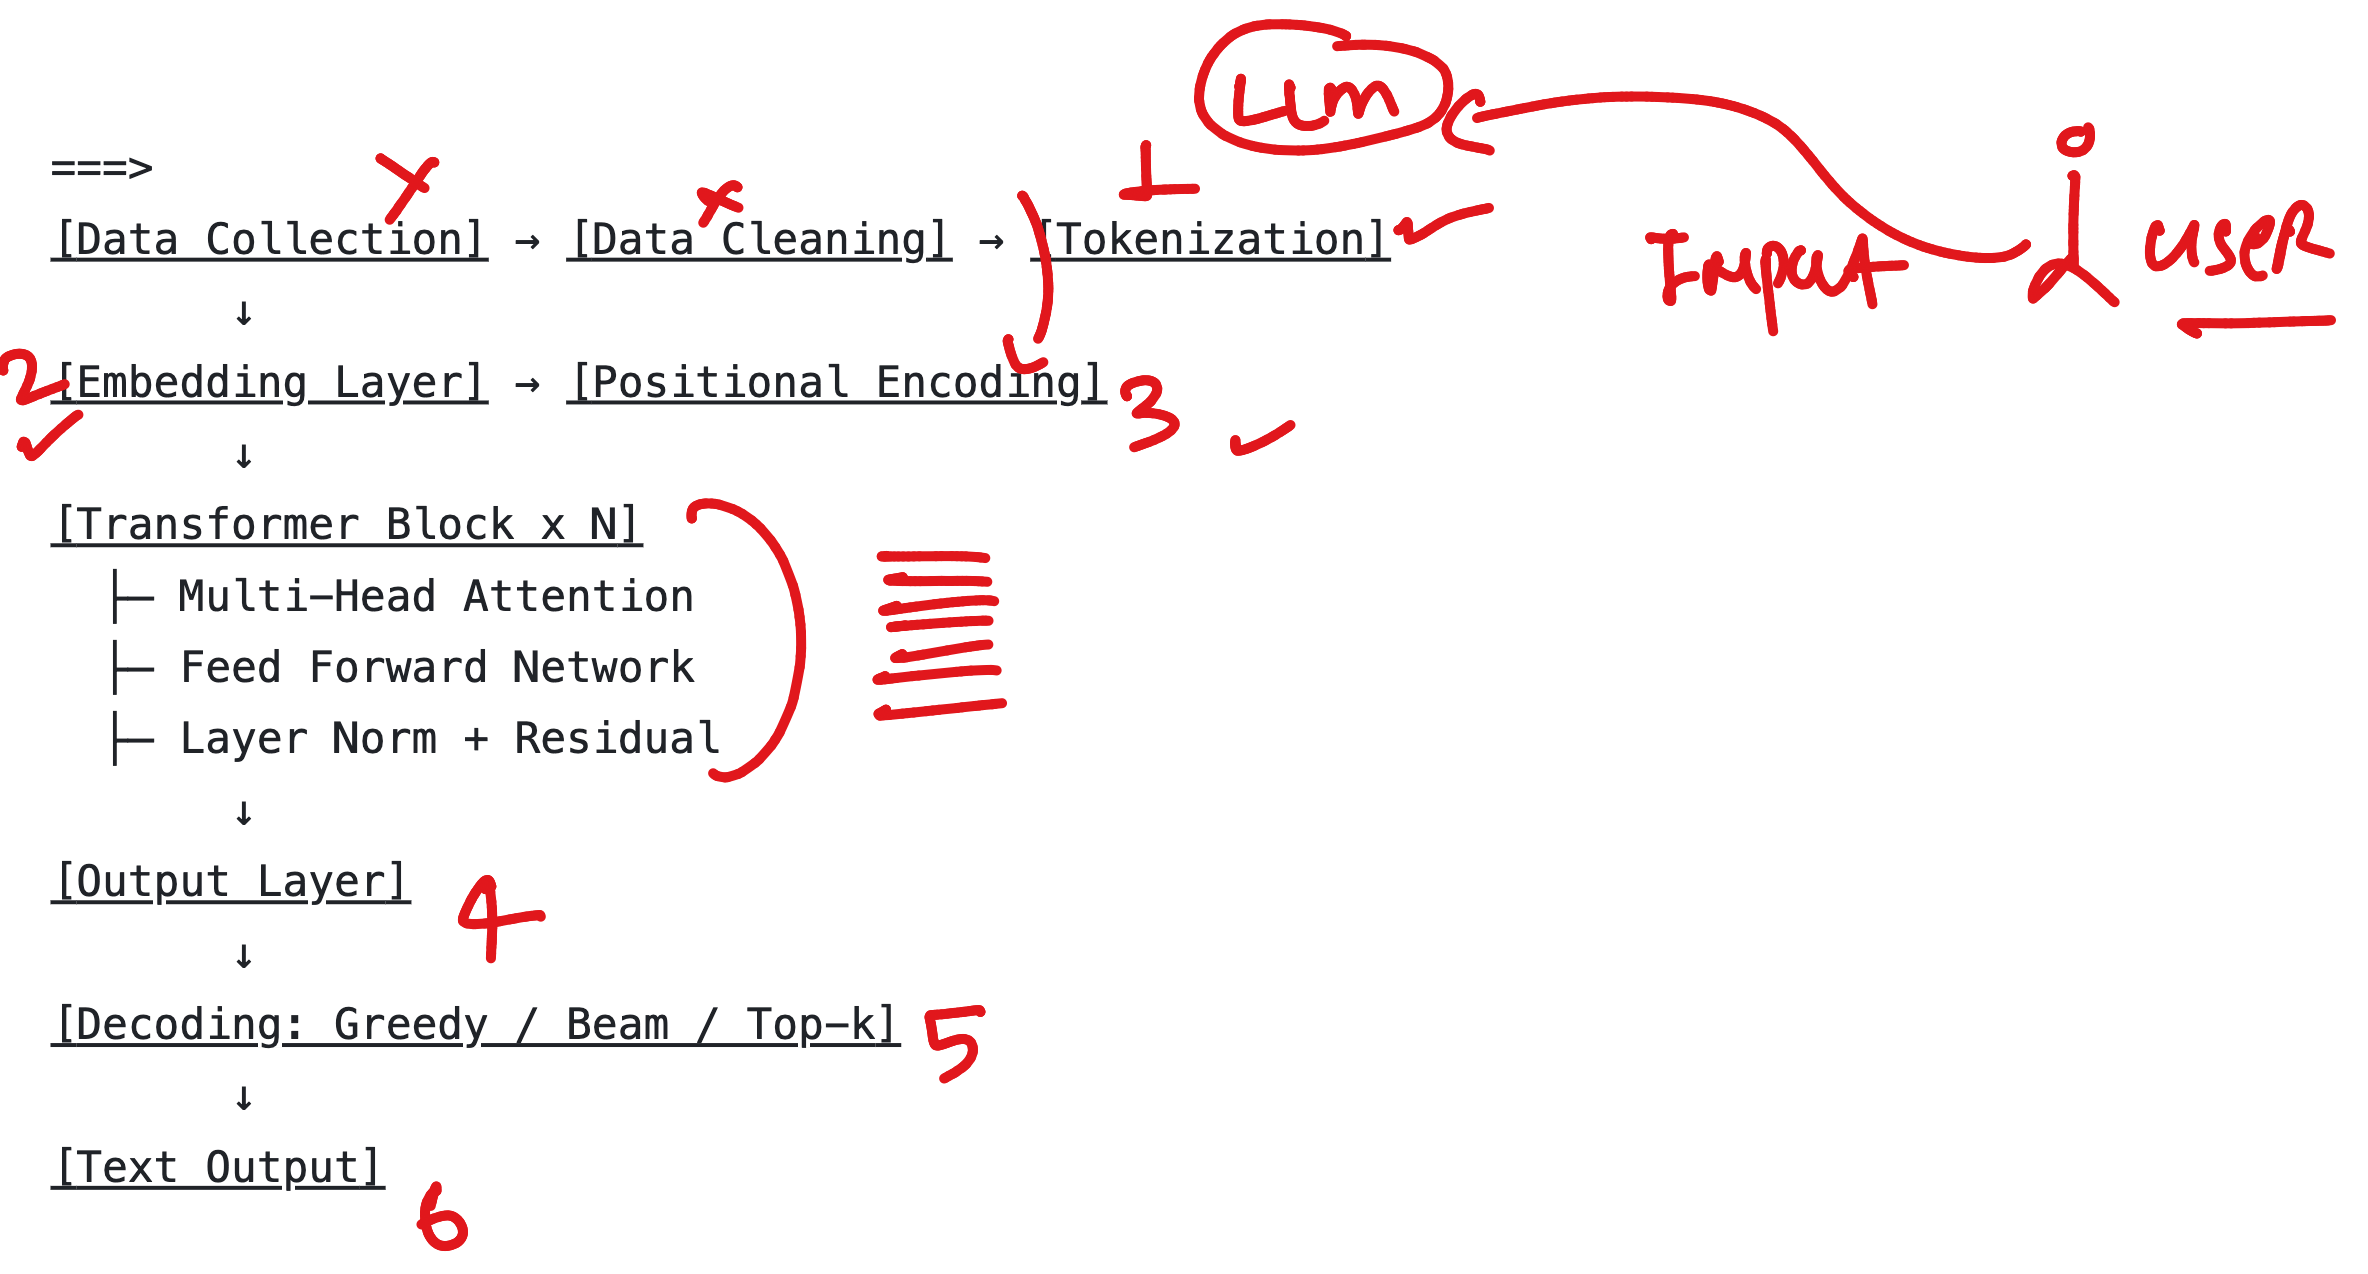 LLM
===>
1
[Data Collection] → [Data Cleaning] → [Tokenization]
Input
user
↓
2
[Embedding Layer] → [Positional Encoding]
3
↓
[Transformer Block x N]
├─ Multi-Head Attention
├─ Feed Forward Network
├─ Layer Norm + Residual
↓
[Output Layer]
4
↓
[Decoding: Greedy / Beam / Top-k]
5
↓
[Text Output]
6